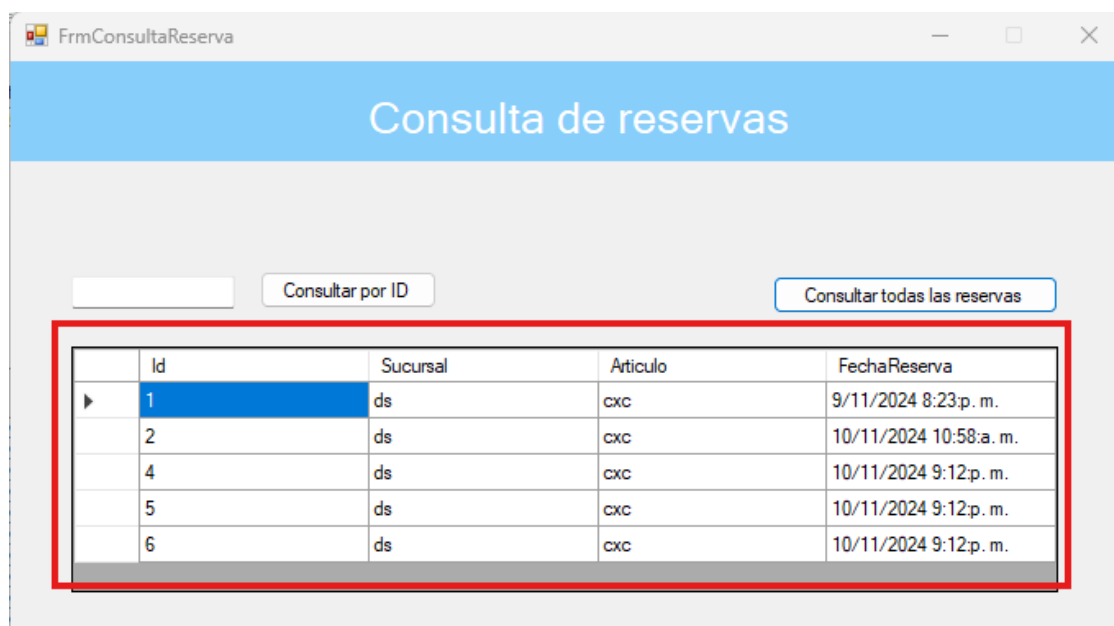 FrmConsultaReserva
Consulta de reservas
Consultar por ID Consultar todas las reservas
Id Sucursal Articulo FechaReserva
1 ds cxc 9/11/2024 8:23:p. m.
2 ds cxc 10/11/2024 10:58:a. m.
4 ds cxc 10/11/2024 9:12:p. m.
5 ds cxc 10/11/2024 9:12:p. m.
6 ds cxc 10/11/2024 9:12:p. m.